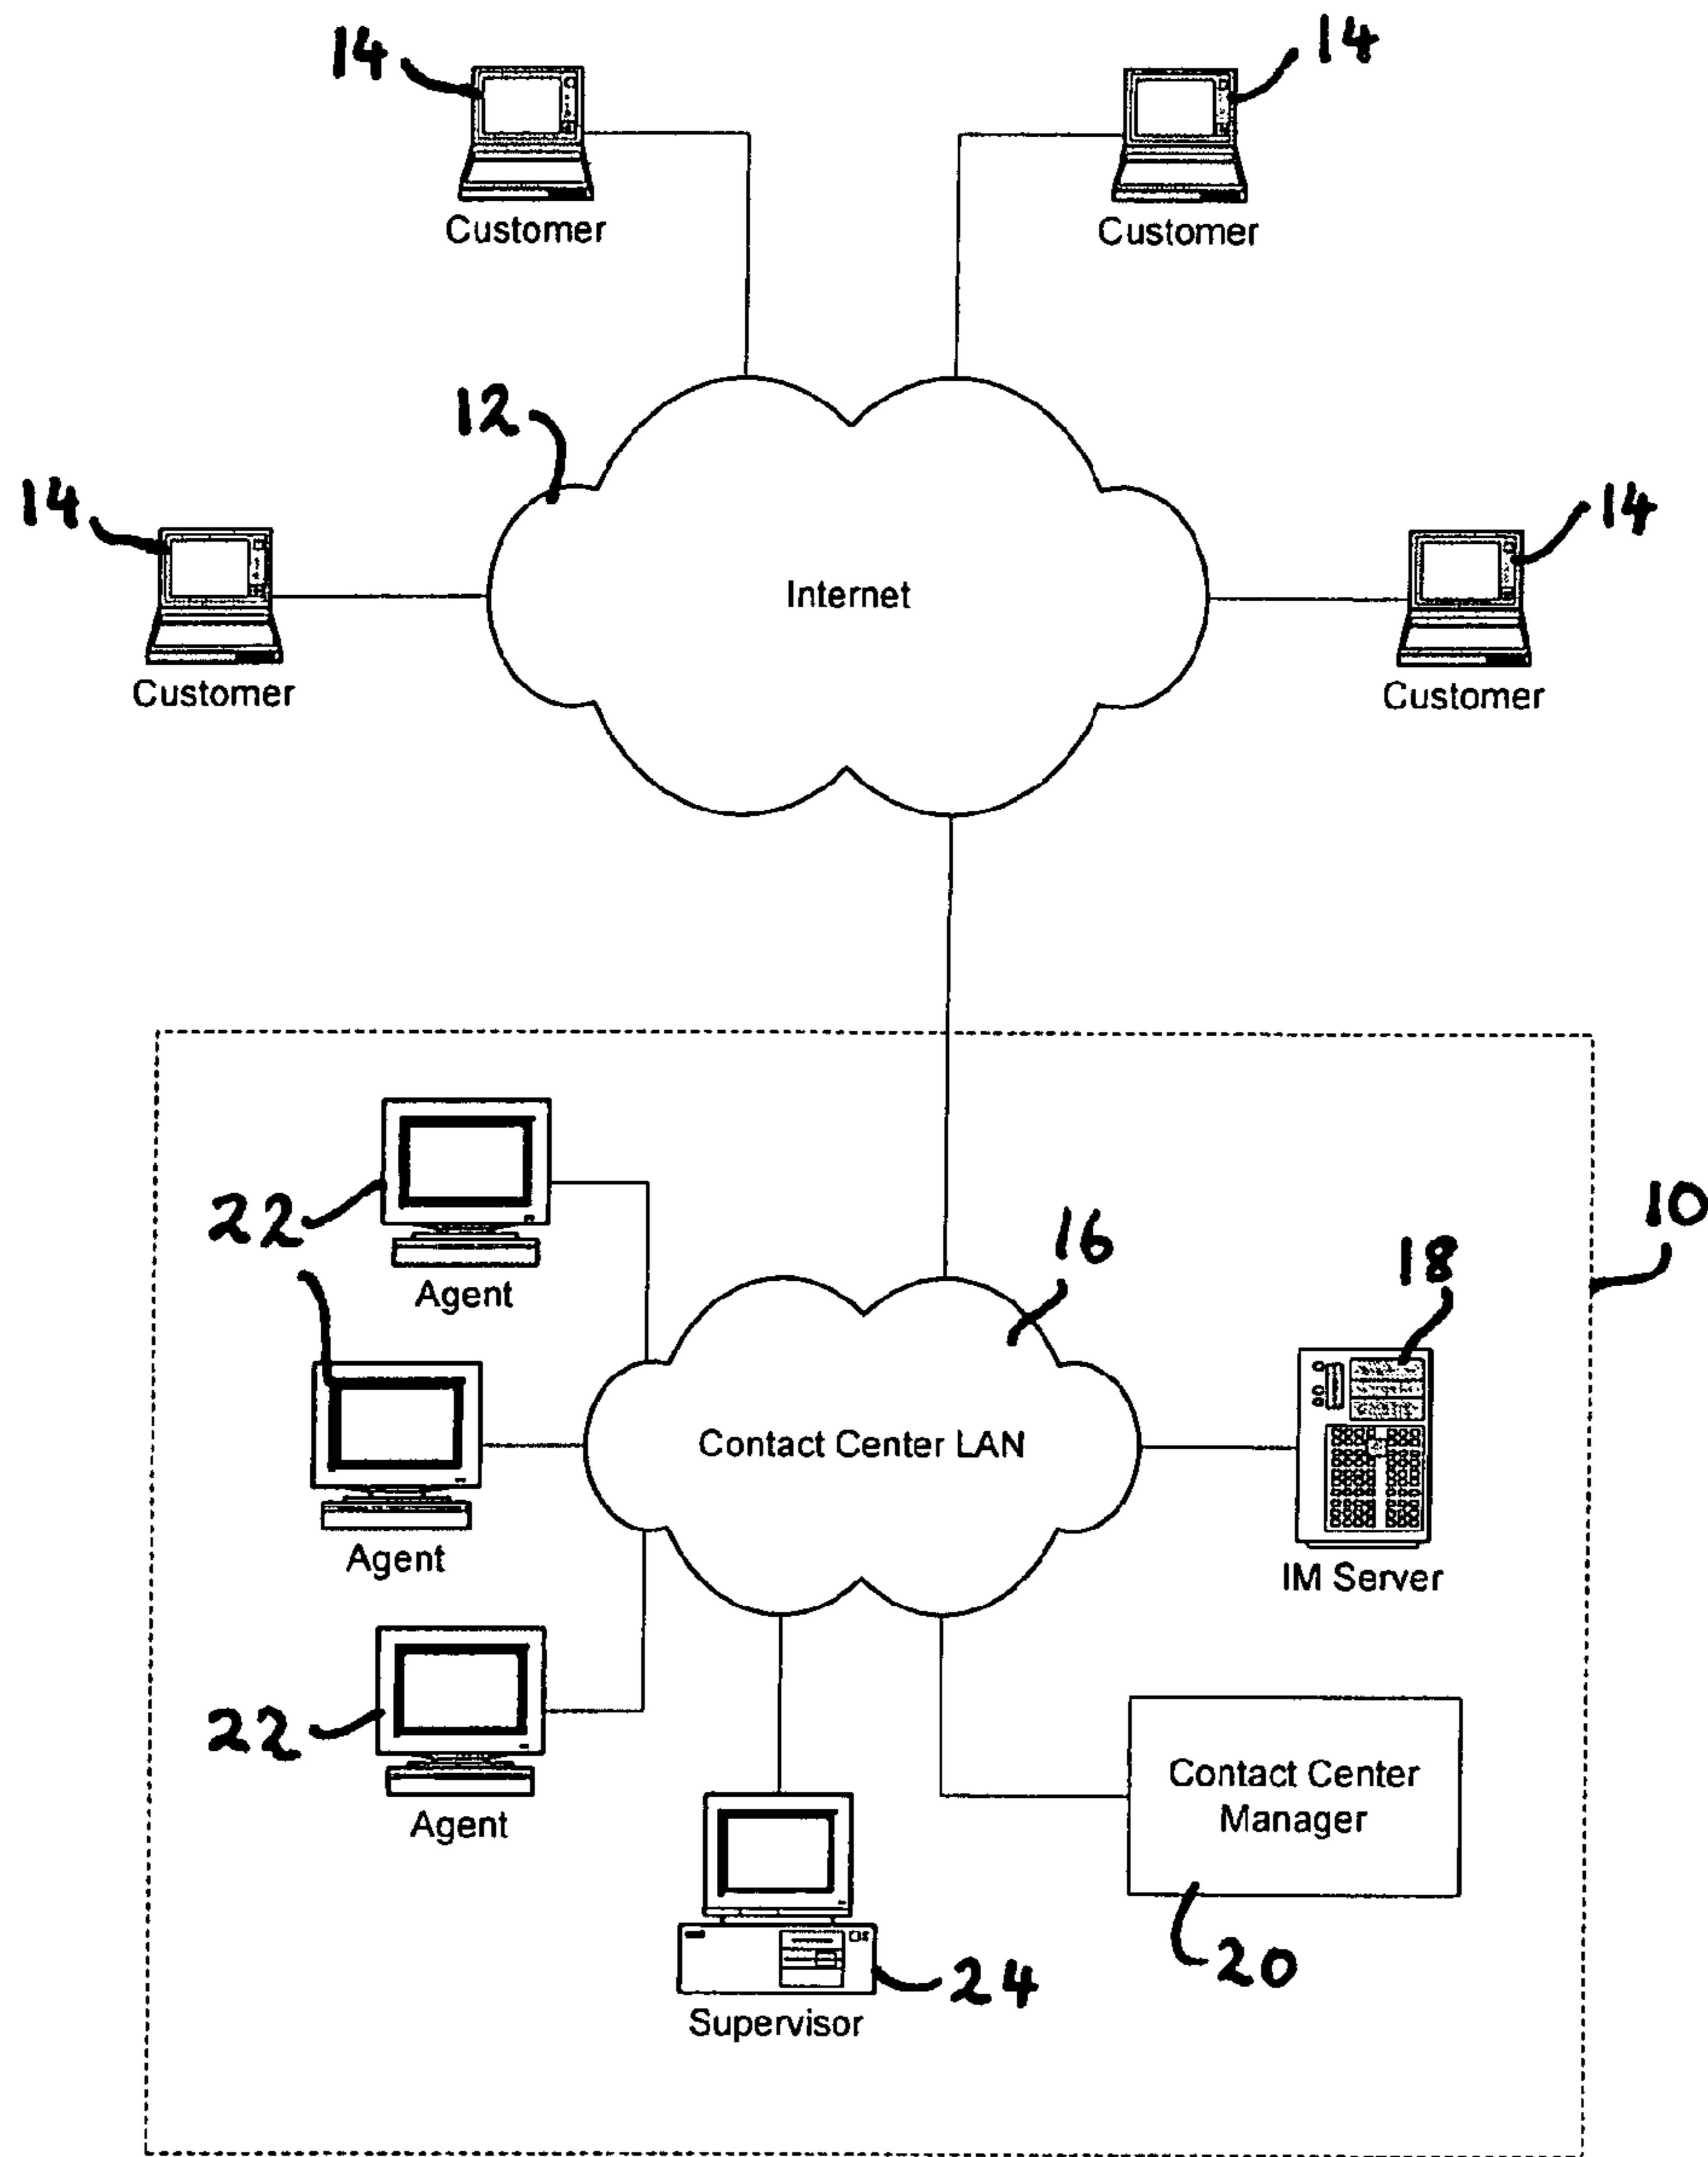 14
14
Customer
Customer
12
14
14
Internet
Customer
Customer
22
10
16
18
Agent
Contact Center LAN
Agent
IM Server
22
Contact Center
Manager
Agent
20
24
Supervisor